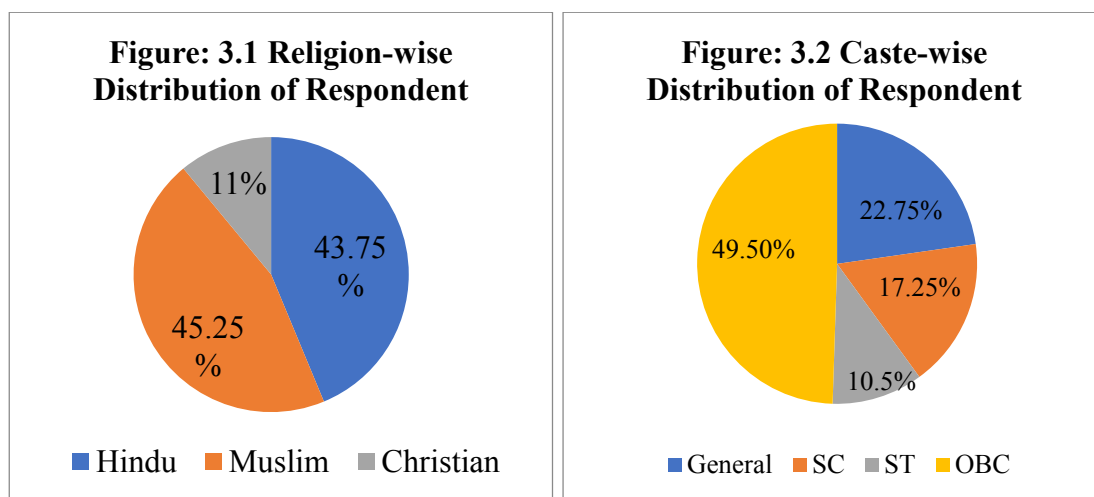 Figure: 3.1 Religion-wise
Distribution of Respondent
11%
43.75
%
45.25
%
Hindu Muslim Christian
Figure: 3.2 Caste-wise
Distribution of Respondent
22.75%
49.50%
17.25%
10.5%
General SC ST OBC